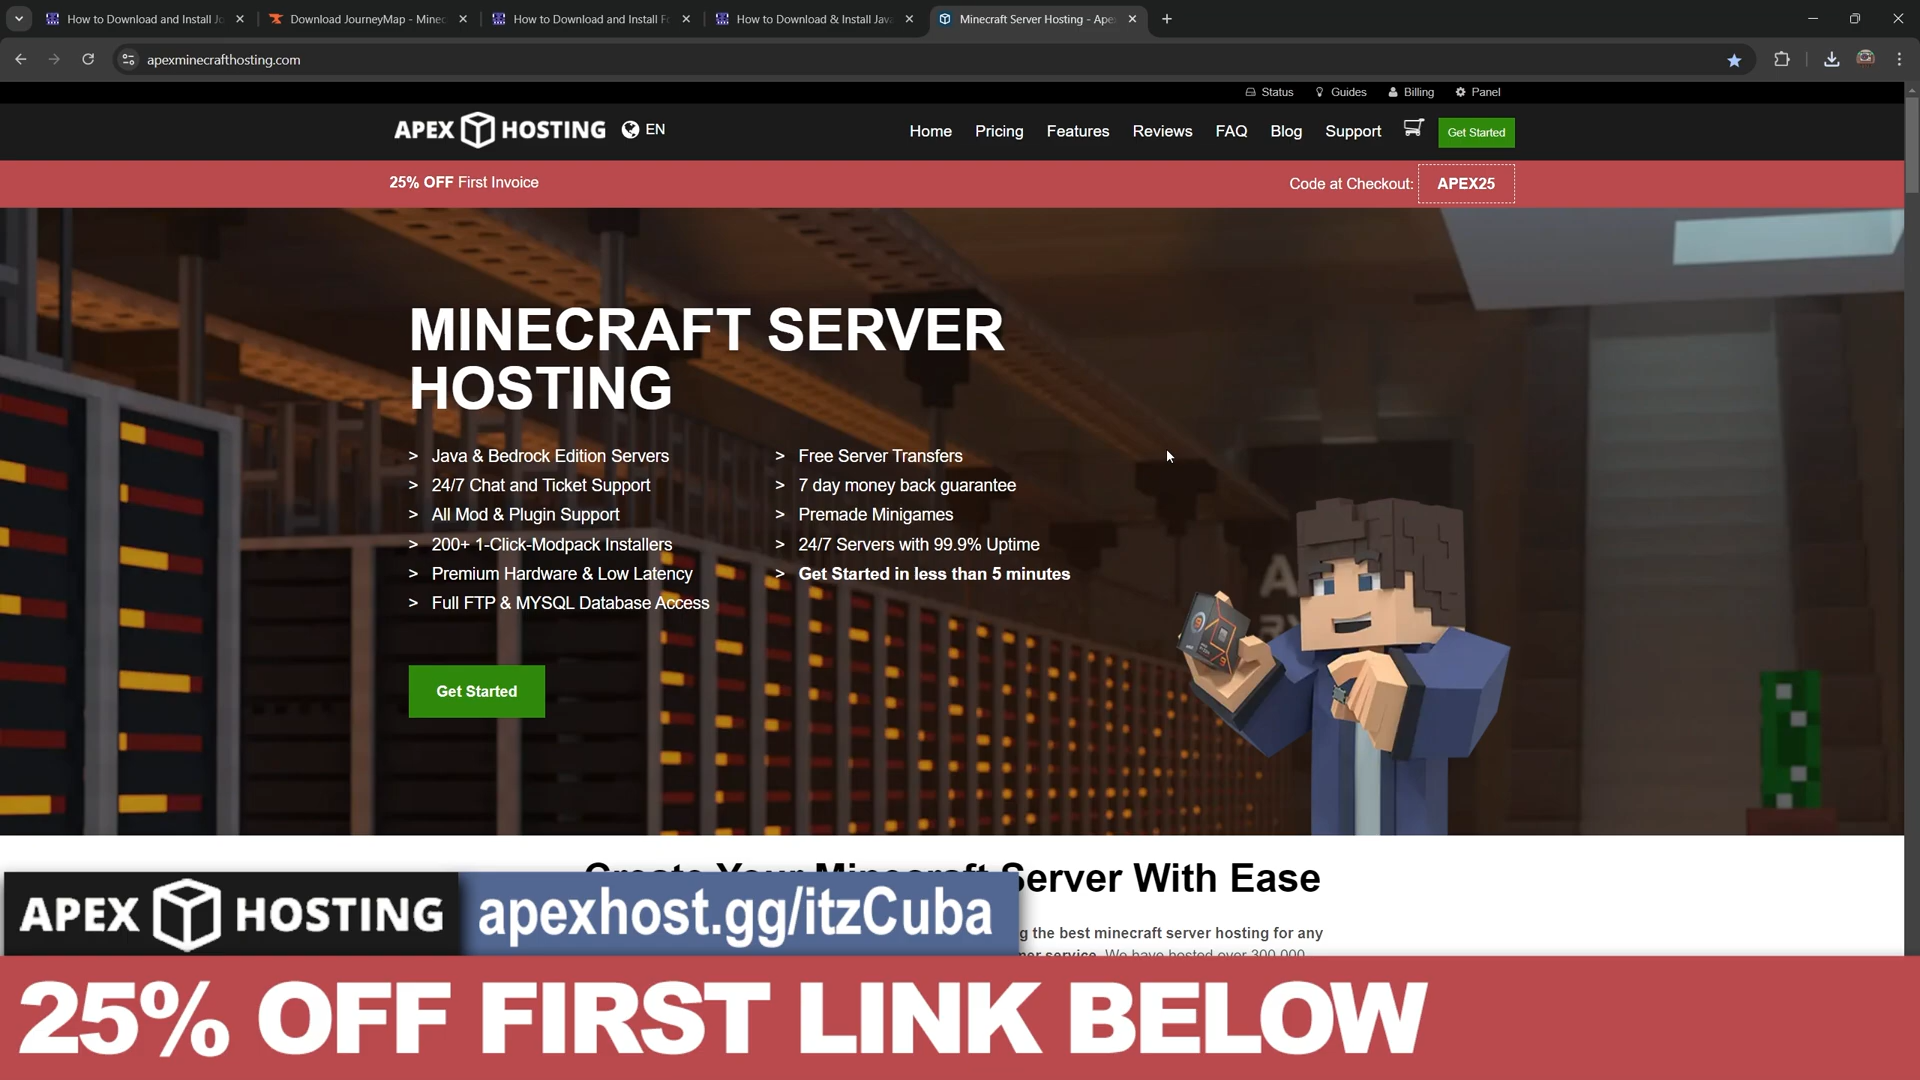 How to Download and Install Jo
Download JourneyMap - Minec
How to Download and Install Fo
How to Download & Install Java
Minecraft Server Hosting - Apex
apexminecrafthosting.com
Status
Guides
Billing
Panel
APEX HOSTING
EN
Home
Pricing
Features
Reviews
FAQ
Blog
Support
Get Started
25% OFF First Invoice
Code at Checkout:
APEX25
MINECRAFT SERVER
HOSTING
> Java & Bedrock Edition Servers
> 24/7 Chat and Ticket Support
> All Mod & Plugin Support
> 200+ 1-Click-Modpack Installers
> Premium Hardware & Low Latency
> Full FTP & MYSQL Database Access
> Free Server Transfers
> 7 day money back guarantee
> Premade Minigames
> 24/7 Servers with 99.9% Uptime
> Get Started in less than 5 minutes
Get Started
Create Your Minecraft Server With Ease
g the best minecraft server hosting for any
mer service. We have hosted over 300,000
APEX HOSTING
apexhost.gg/itzCuba
25% OFF FIRST LINK BELOW